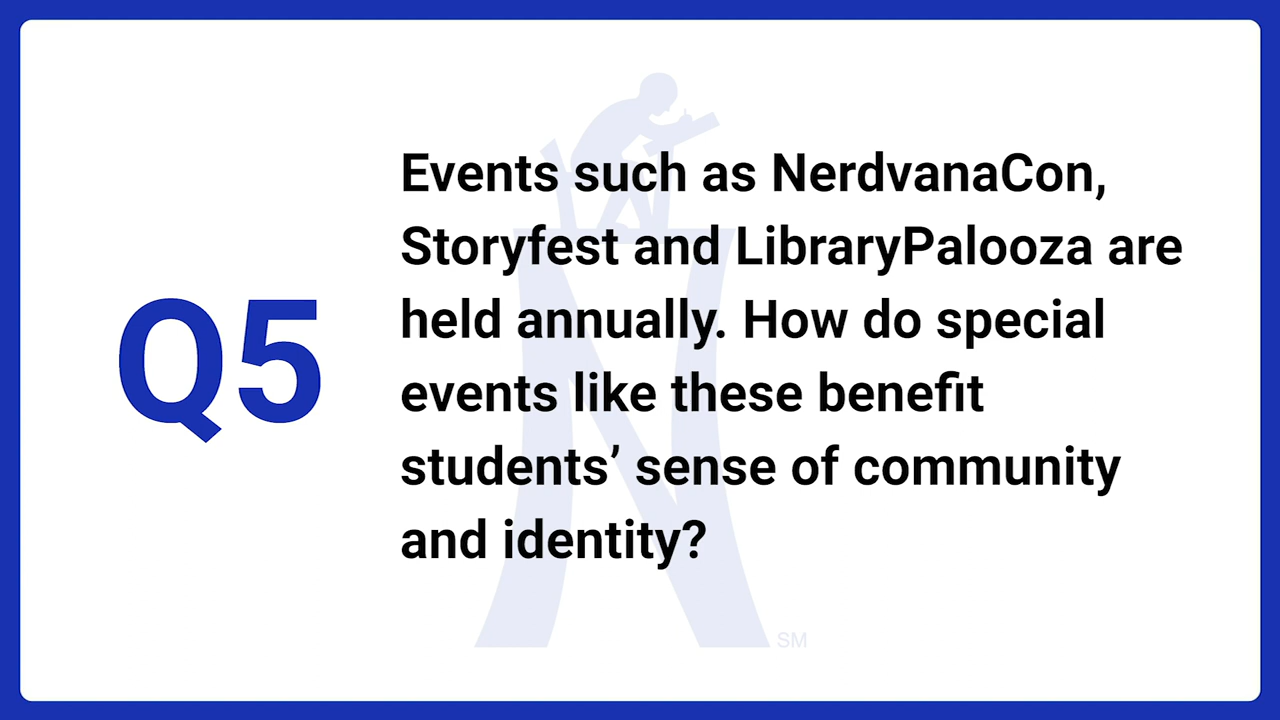 Q5
Events such as NerdvanaCon,
Storyfest and LibraryPalooza are
held annually. How do special
events like these benefit
students’ sense of community
and identity?
SM